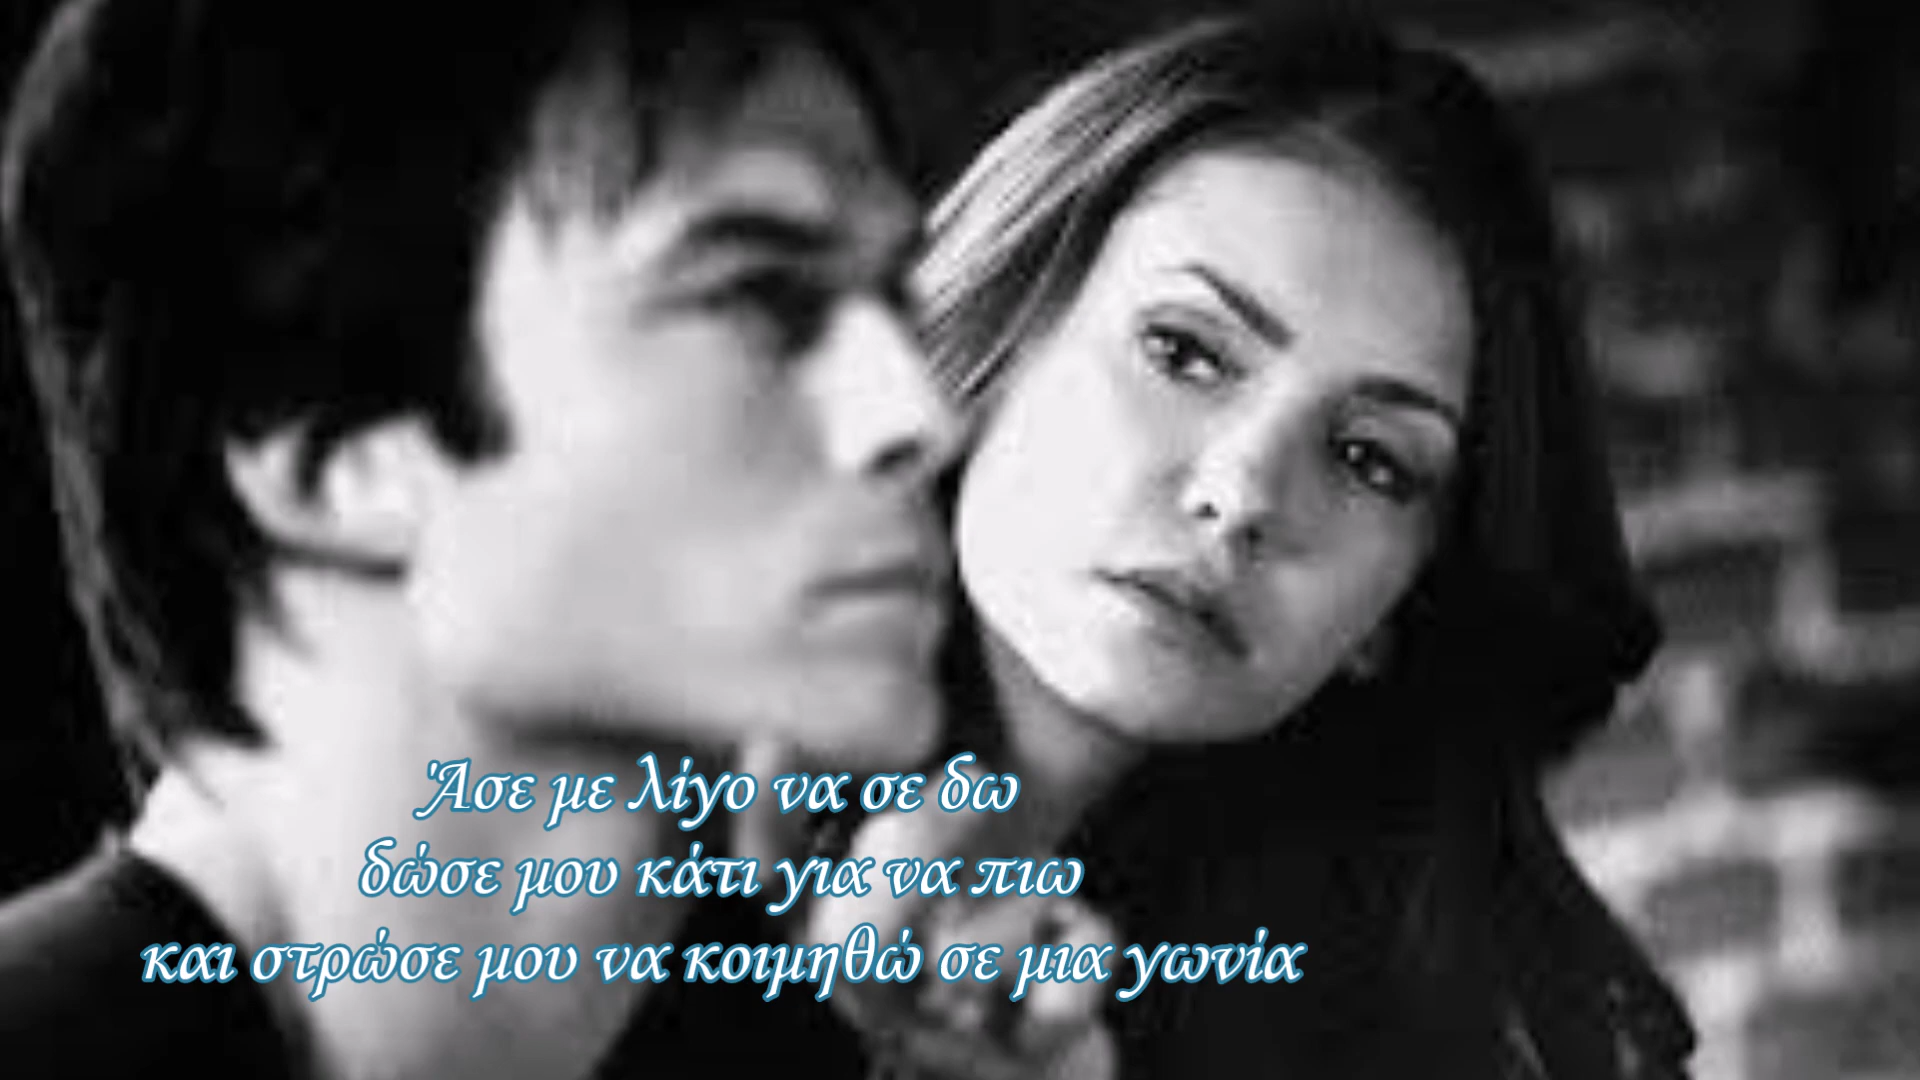 Άσε με λίγο να σε δω
δώσε μου κάτι για να πιω
και στρώσε μου να κοιμηθώ σε μια γωνία